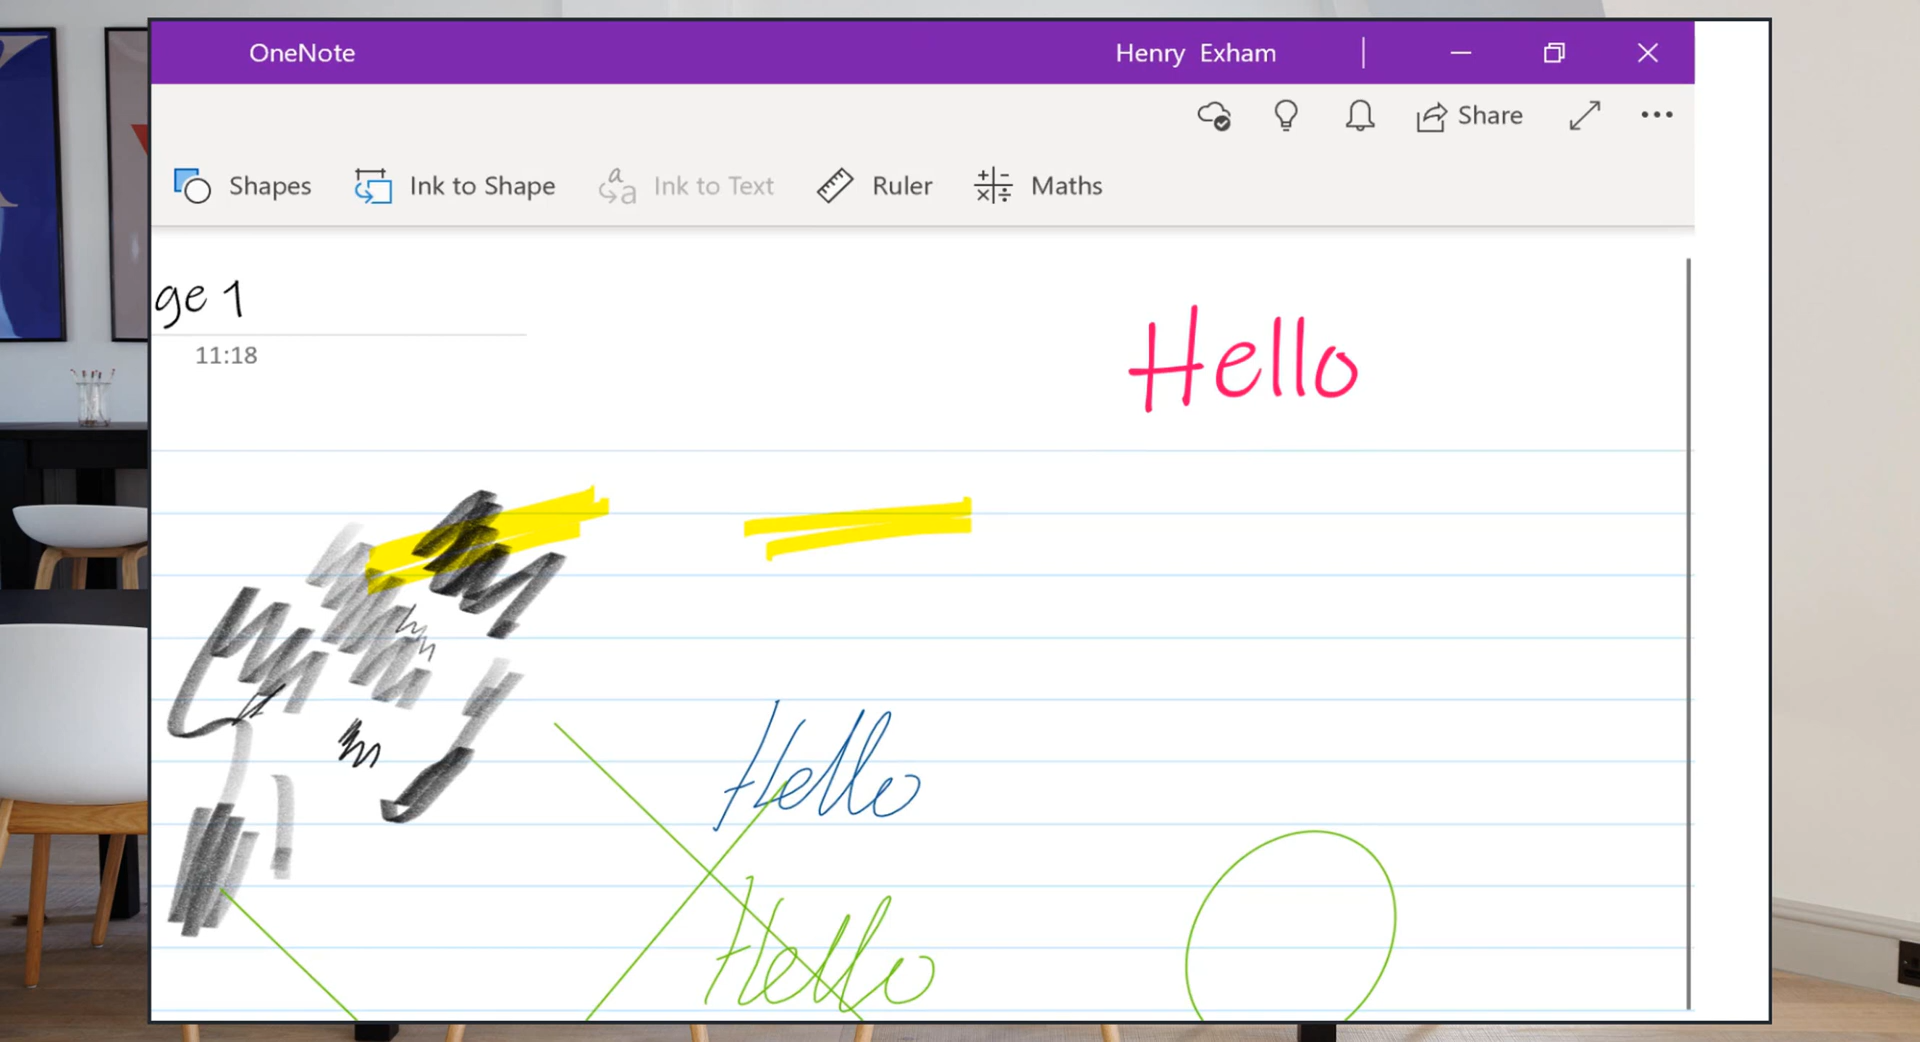 OneNote
Henry Exham
Share
Shapes
Ink to Shape
Ink to Text
Ruler
Maths
ge 1
11:18
Hello
Hello
Hello